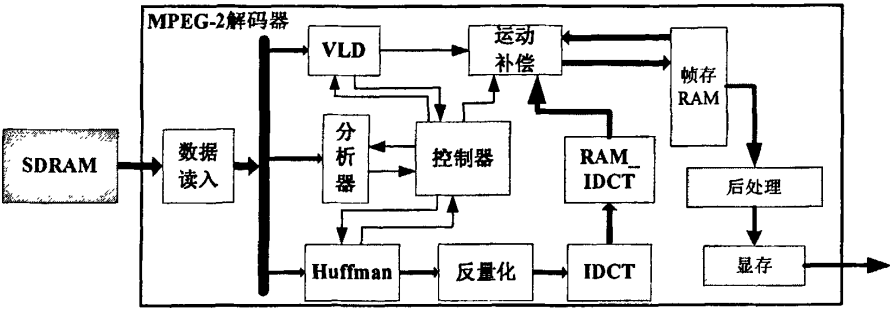 MPEG-2解码器
VLD
运动
补偿
帧存
RAM
SDRAM
数据
读入
分
析
器
控制器
RAM_
IDCT
后处理
Huffman
反量化
IDCT
显存